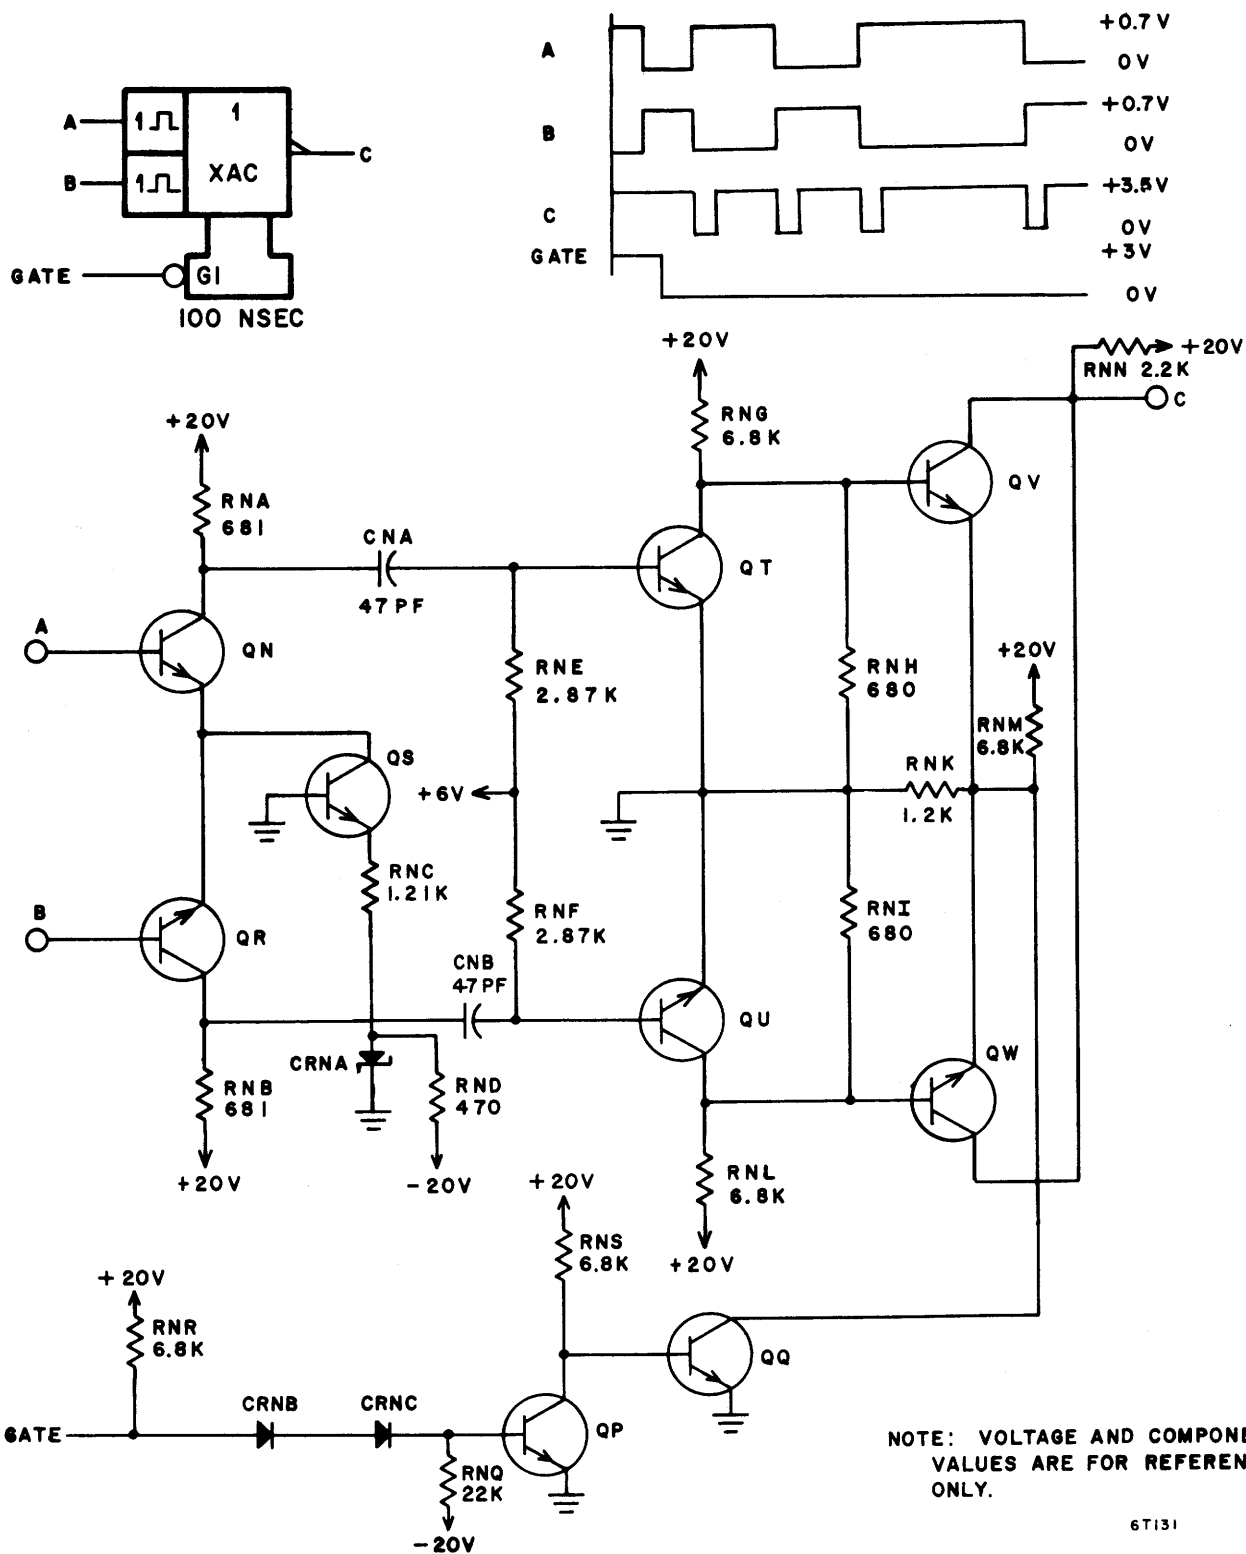 A
B
1
1
1
XAC
C
GATE
G1
100 NSEC
A
+0.7V
0V
B
+0.7V
0V
C
+3.5V
0V
GATE
+3V
0V
+20V
RNG
6.8K
+20V
RNN 2.2K
C
+20V
RNA
681
CNA
47PF
QT
QV
A
QN
RNE
2.87K
RNH
680
+20V
RNM
6.8K
QS
+6V
RNK
1.2K
RNC
1.21K
B
QR
RNF
2.87K
RNI
680
CNB
47PF
QU
QW
CRNA
RNB
681
RND
470
RNL
6.8K
+20V
-20V
+20V
+20V
RNS
6.8K
+20V
RNR
6.8K
QQ
CRNB
CRNC
GATE
QP
RNQ
22K
-20V
NOTE: VOLTAGE AND COMPONE
VALUES ARE FOR REFEREN
ONLY.
6T131